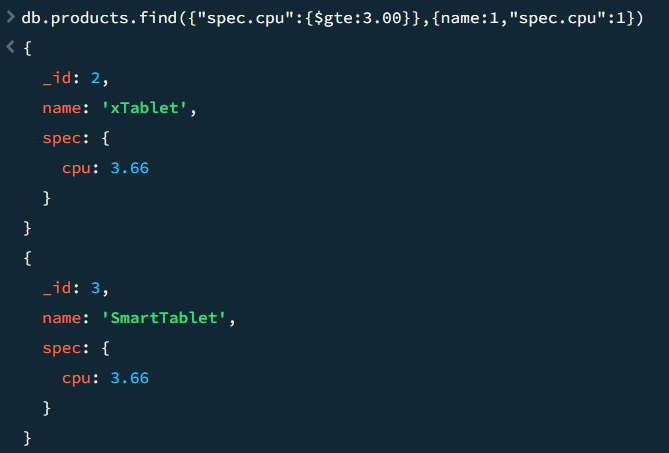 > db.products.find({"spec.cpu":{$gte:3.00}},{name:1,"spec.cpu":1})
< {
_id: 2,
name: 'xTablet',
spec: {
cpu: 3.66
}
}
{
_id: 3,
name: 'SmartTablet',
spec: {
cpu: 3.66
}
}